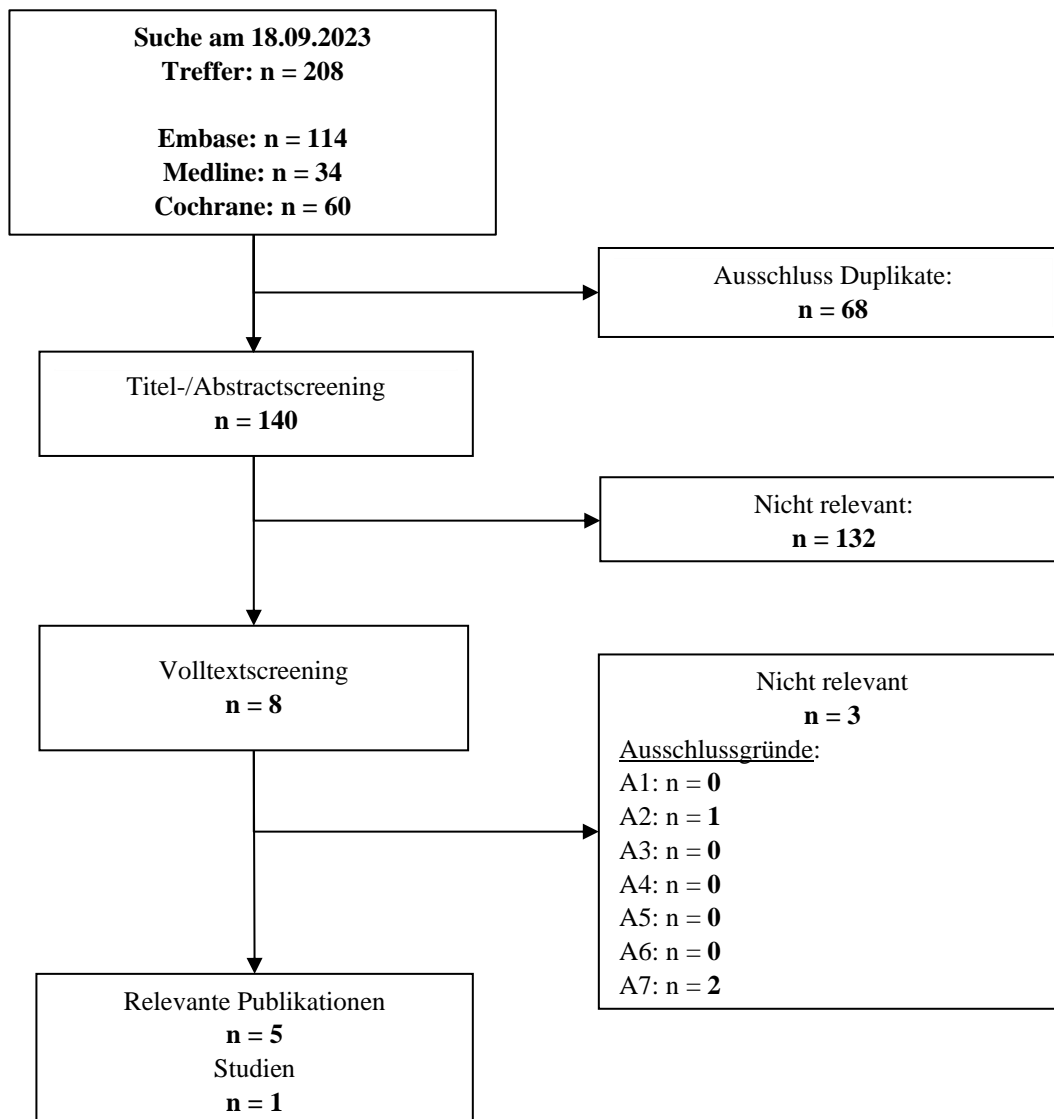 Suche am 18.09.2023
Treffer: n = 208
Embase: n = 114
Medline: n = 34
Cochrane: n = 60
Ausschluss Duplikate:
n = 68
Titel-/Abstractscreening
n = 140
Nicht relevant:
n = 132
Volltextscreening
n = 8
Nicht relevant
n = 3
Ausschlussgründe:
A1: n = 0
A2: n = 1
A3: n = 0
A4: n = 0
A5: n = 0
A6: n = 0
A7: n = 2
Relevante Publikationen
n = 5
Studien
n = 1